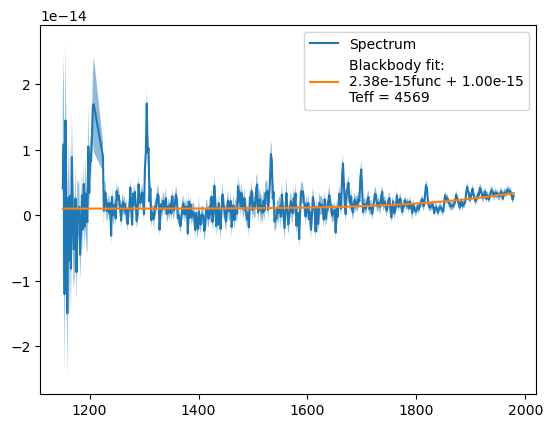 1e−14
Spectrum
Blackbody fit:
2.38e-15func + 1.00e-15
Teff = 4569
2
1
0
−1
−2
1200 1400 1600 1800 2000